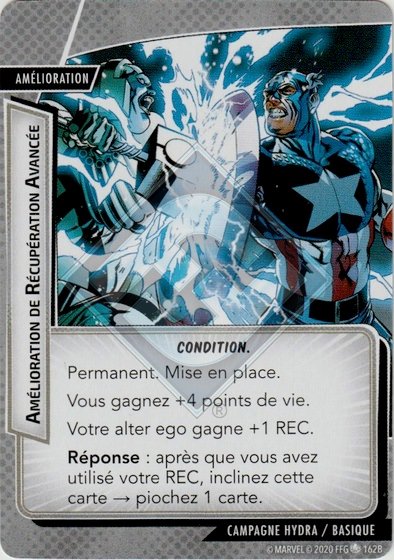 AMÉLIORATION
AMÉLIORATION DE RÉCUPÉRATION AVANCÉE
CONDITION.
Permanent. Mise en place.
Vous gagnez +4 points de vie.
Votre alter ego gagne +1 REC.
Réponse : après que vous avez
utilisé votre REC, inclinez cette
carte → piochez 1 carte.
®
CAMPAGNE HYDRA / BASIQUE
© MARVEL © 2020 FFG 162B